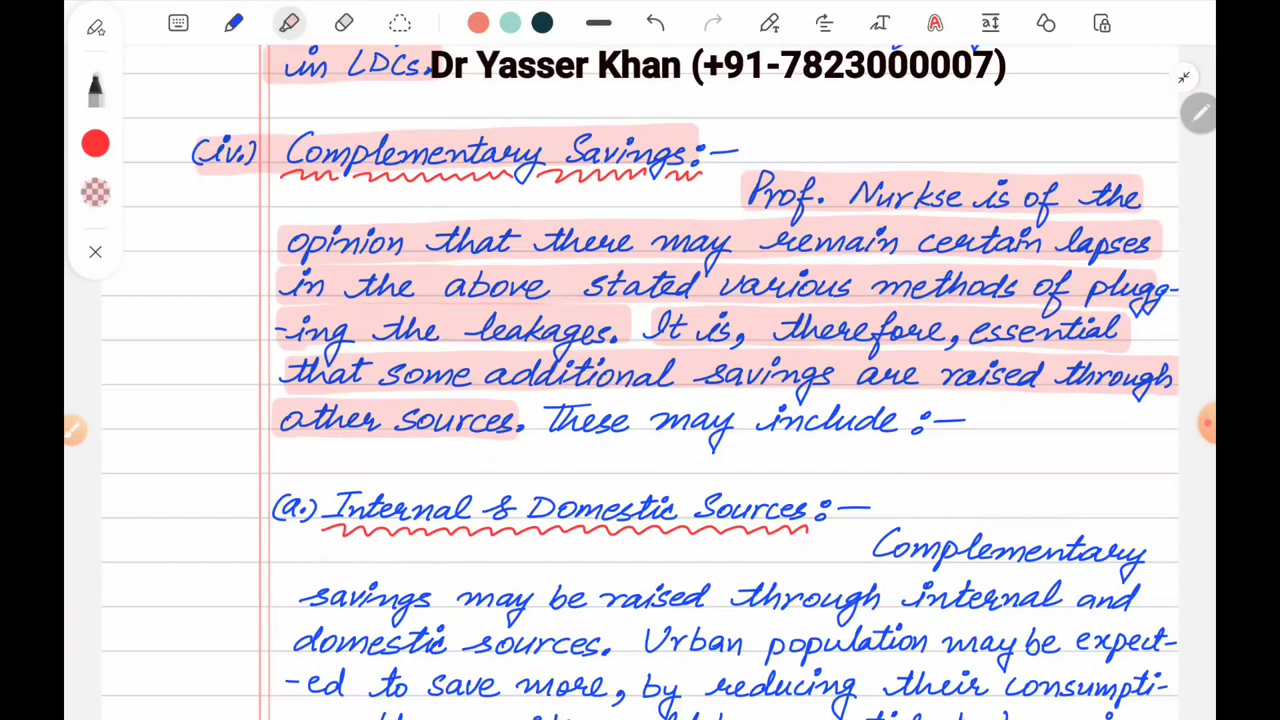 in LDCs.
Dr Yasser Khan (+91-7823000007)
(iv.) Complementary Savings:-
Prof. Nurkse is of the
opinion that there may remain certain lapses
in the above stated various methods of plugg-
-ing the leakages. It is, therefore, essential
that some additional savings are raised through
other sources. These may include :-
(a.) Internal & Domestic Sources:-
Complementary
savings may be raised through internal and
domestic sources. Urban population may be expect-
-ed to save more, by reducing their consumpti-